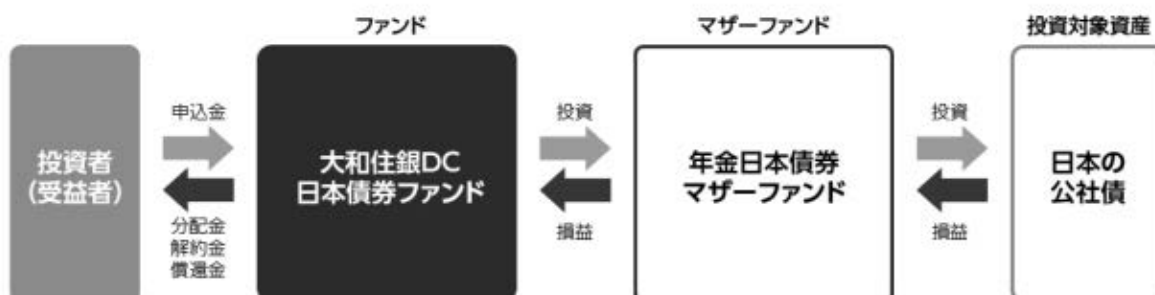 ファンド
マザーファンド
投資対象資産
投資者
(受益者)
申込金
分配金
解約金
償還金
大和住銀DC
日本債券ファンド
投資
損益
年金日本債券
マザーファンド
投資
損益
日本の
公社債